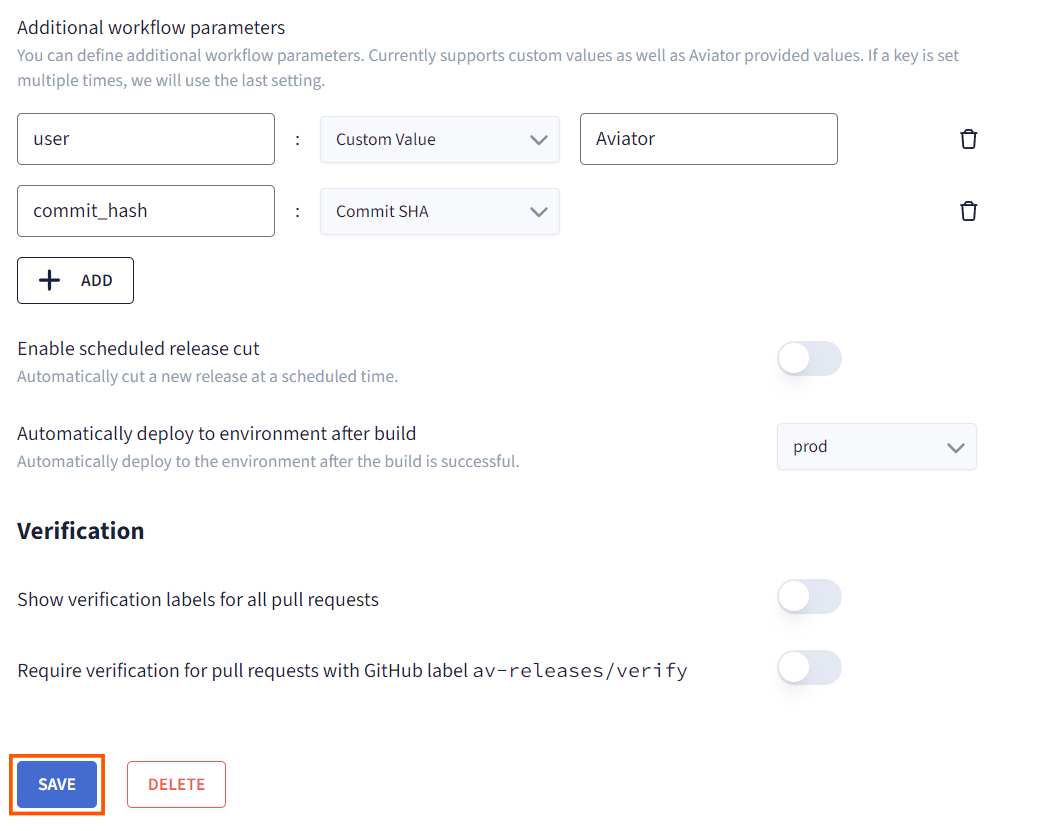 Additional workflow parameters
You can define additional workflow parameters. Currently supports custom values as well as Aviator provided values. If a key is set
multiple times, we will use the last setting.
user : Custom Value Aviator
commit_hash : Commit SHA
ADD
Enable scheduled release cut
Automatically cut a new release at a scheduled time.
Automatically deploy to environment after build
Automatically deploy to the environment after the build is successful.
prod
Verification
Show verification labels for all pull requests
Require verification for pull requests with GitHub label av-releases/verify
SAVE DELETE